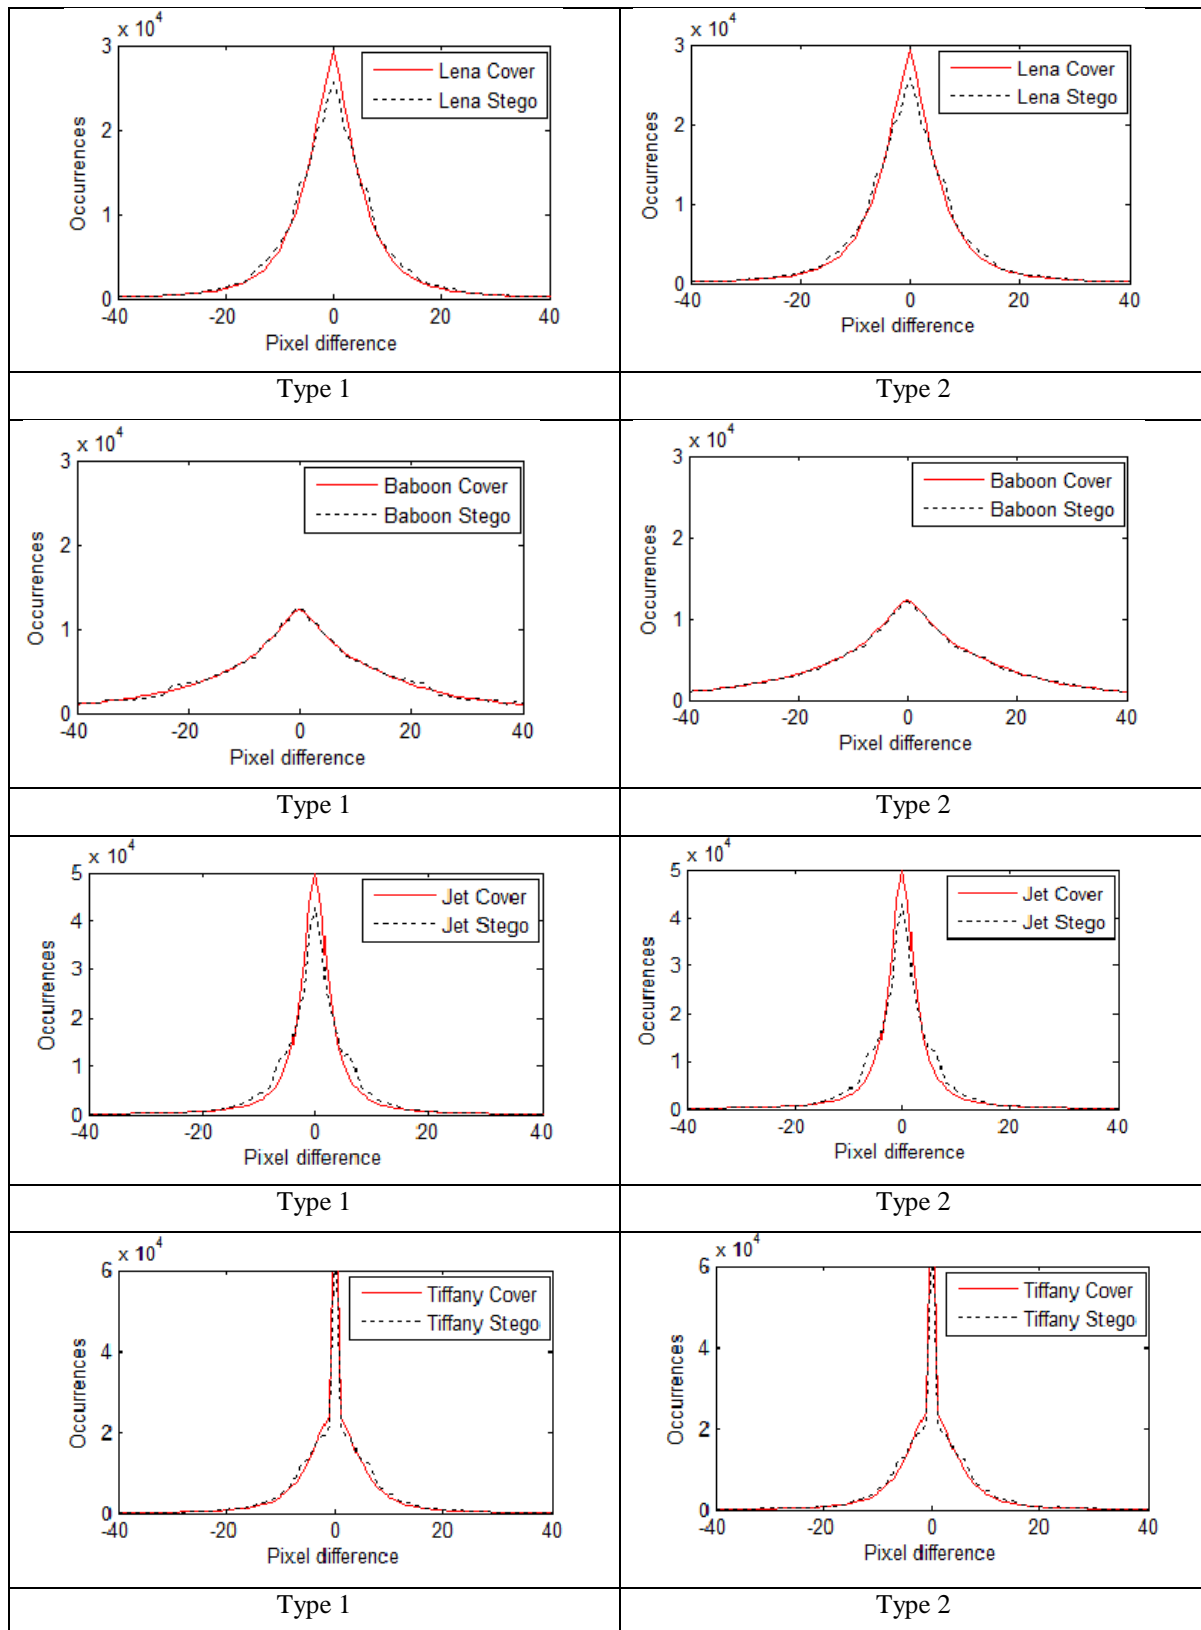 x 10^4
3
2
1
0
Occurrences
Lena Cover
Lena Stego
-40 -20 0 20 40
Pixel difference
Type 1
x 10^4
3
2
1
0
Occurrences
Lena Cover
Lena Stego
-40 -20 0 20 40
Pixel difference
Type 2
x 10^4
3
2
1
0
Occurrences
Baboon Cover
Baboon Stego
-40 -20 0 20 40
Pixel difference
Type 1
x 10^4
3
2
1
0
Occurrences
Baboon Cover
Baboon Stego
-40 -20 0 20 40
Pixel difference
Type 2
x 10^4
5
4
3
2
1
0
Occurrences
Jet Cover
Jet Stego
-40 -20 0 20 40
Pixel difference
Type 1
x 10^4
5
4
3
2
1
0
Occurrences
Jet Cover
Jet Stego
-40 -20 0 20 40
Pixel difference
Type 2
x 10^4
6
4
2
0
Occurrences
Tiffany Cover
Tiffany Stego
-40 -20 0 20 40
Pixel difference
Type 1
x 10^4
6
4
2
0
Occurrences
Tiffany Cover
Tiffany Stego
-40 -20 0 20 40
Pixel difference
Type 2